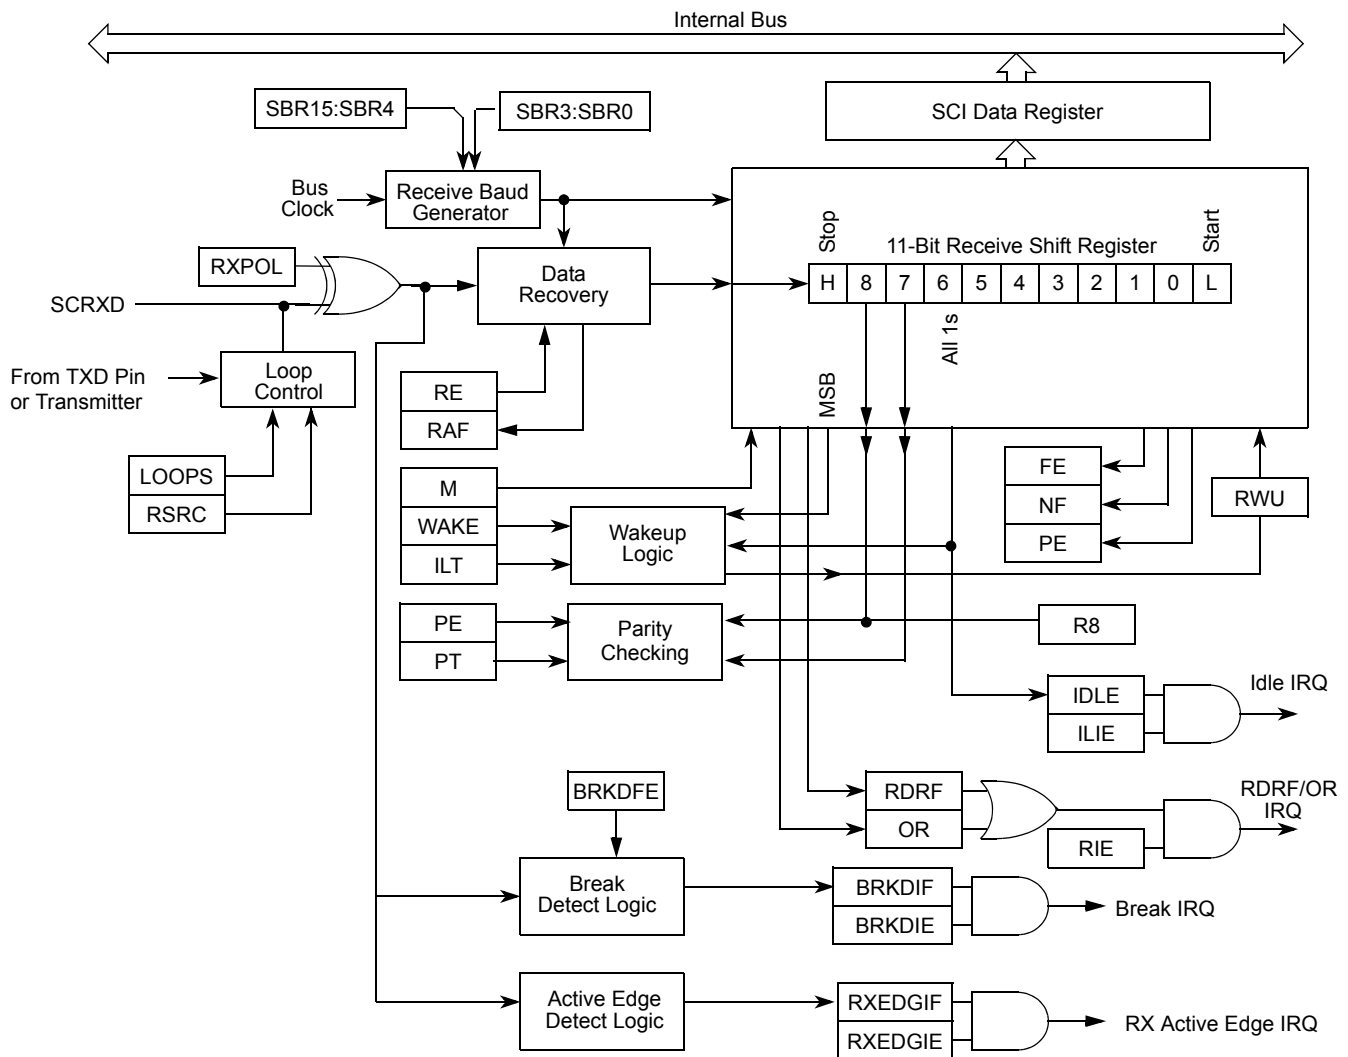 Internal Bus
SBR15:SBR4
SBR3:SBR0
SCI Data Register
Bus
Clock
Receive Baud
Generator
RXPOL
SCRXD
Data
Recovery
Stop
11-Bit Receive Shift Register
Start
H 8 7 6 5 4 3 2 1 0 L
All 1s
MSB
From TXD Pin
or Transmitter
Loop
Control
RE
RAF
LOOPS
RSRC
M
WAKE
ILT
Wakeup
Logic
FE
NF
PE
RWU
PE
PT
Parity
Checking
R8
IDLE
ILIE
Idle IRQ
BRKDFE
RDRF
OR
RIE
RDRF/OR
IRQ
Break
Detect Logic
BRKDIF
BRKDIE
Break IRQ
Active Edge
Detect Logic
RXEDGIF
RXEDGIE
RX Active Edge IRQ